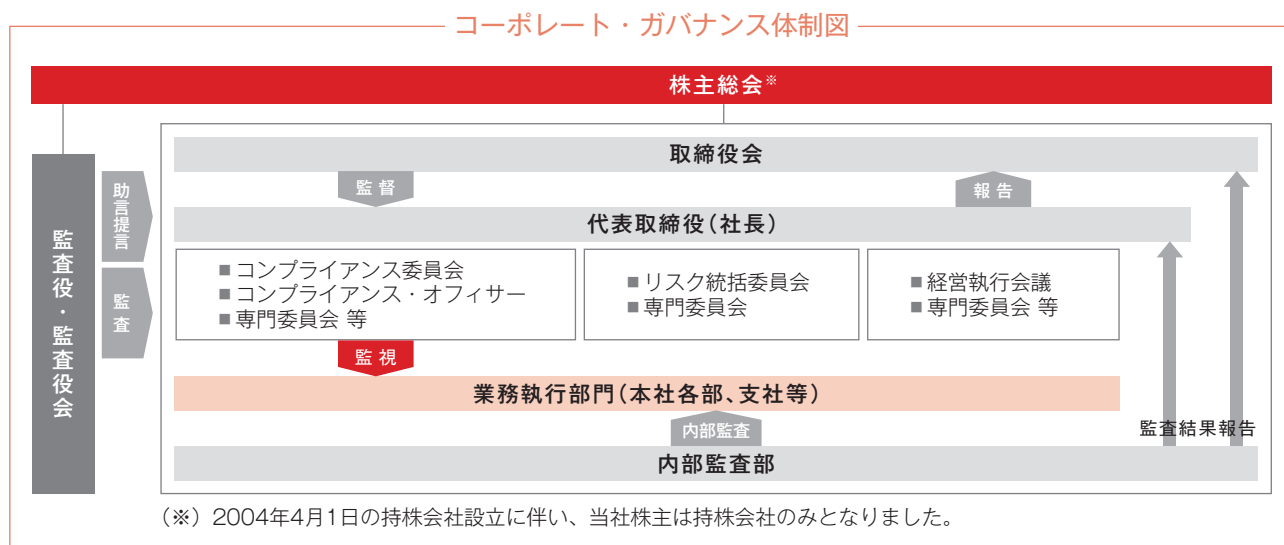 コーポレート・ガバナンス体制図
株主総会※
監査役・監査役会
助言提言
監査
取締役会
監督
報告
代表取締役（社長）
■コンプライアンス委員会
■コンプライアンス・オフィサー
■専門委員会 等
■リスク統括委員会
■専門委員会
■経営執行会議
■専門委員会 等
監視
業務執行部門（本社各部、支社等）
内部監査
監査結果報告
内部監査部
（※）2004年4月1日の持株会社設立に伴い、当社株主は持株会社のみとなりました。